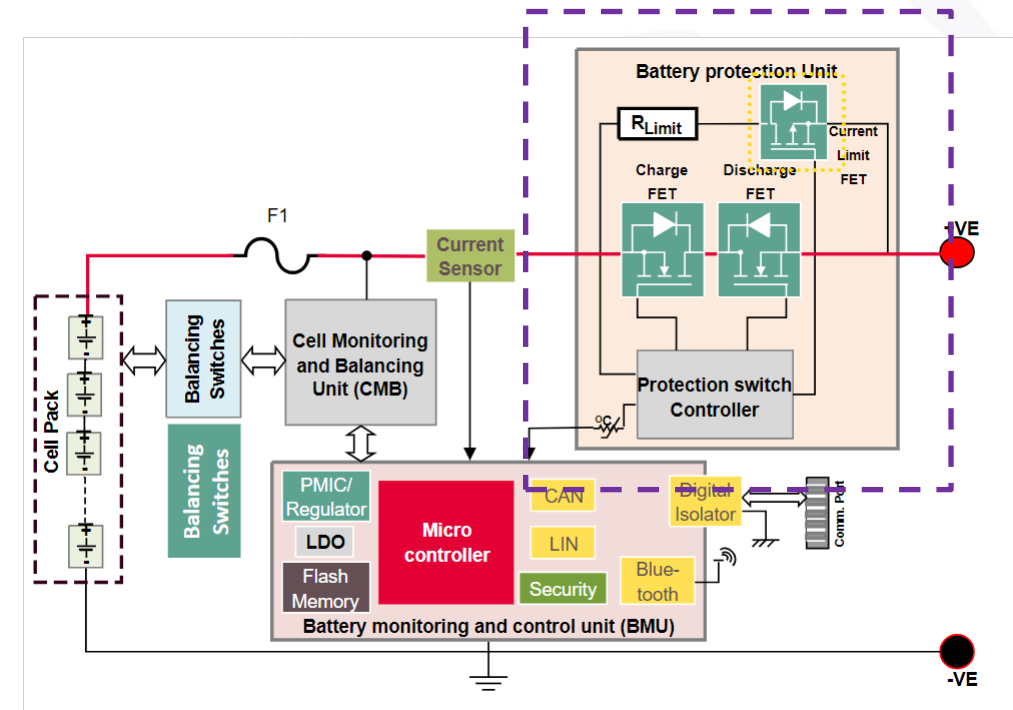 Battery protection Unit
R_Limit
Current
Limit
FET
Charge
FET
Discharge
FET
F1
+VE
Current
Sensor
Balancing
Switches
Cell Monitoring
and Balancing
Unit (CMB)
Protection switch
Controller
°C
Cell Pack
Balancing
Switches
PMIC/
Regulator
LDO
Flash
Memory
Micro
controller
CAN
LIN
Security
Digital
Isolator
Blue-
tooth
Comm. Port
Battery monitoring and control unit (BMU)
-VE